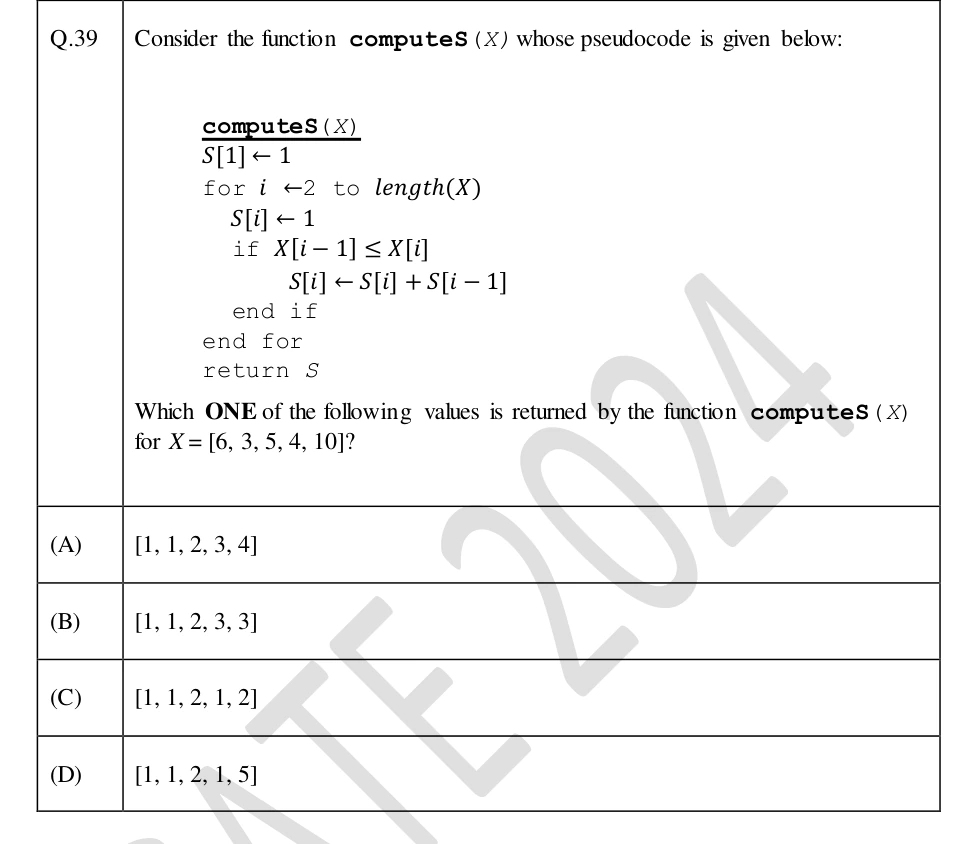 Q.39 Consider the function computeS(X) whose pseudocode is given below:
computeS(X)
S[1] ← 1
for i ←2 to length(X)
S[i] ← 1
if X[i − 1] ≤ X[i]
S[i] ← S[i] + S[i − 1]
end if
end for
return S
Which ONE of the following values is returned by the function computeS(X)
for X = [6, 3, 5, 4, 10]?
(A) [1, 1, 2, 3, 4]
(B) [1, 1, 2, 3, 3]
(C) [1, 1, 2, 1, 2]
(D) [1, 1, 2, 1, 5]
GATE 2024